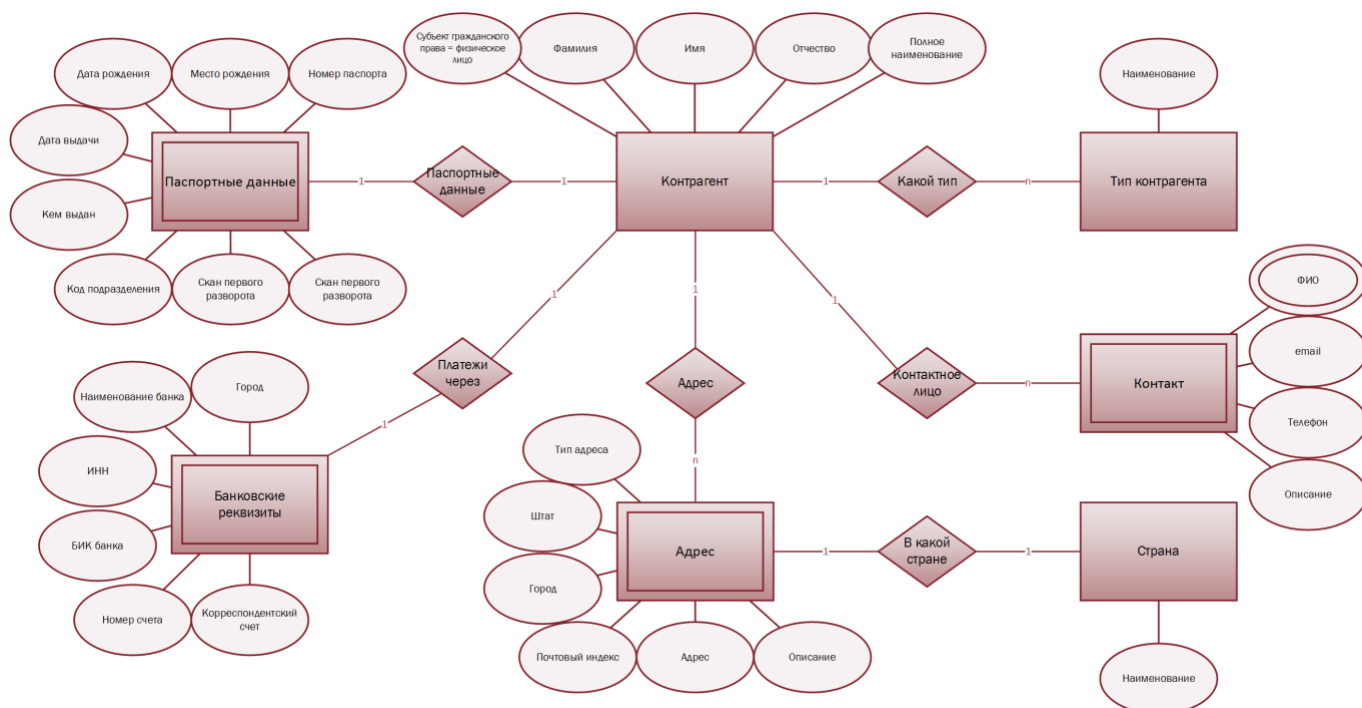 Субъект гражданского
права = физическое
лицо
Фамилия
Имя
Отчество
Полное
наименование
Дата рождения
Место рождения
Номер паспорта
Наименование
Дата выдачи
Паспортные данные
1
Паспортные
данные
1
Контрагент
1
Какой тип
n
Тип контрагента
Кем выдан
Код подразделения
Скан первого
разворота
Скан первого
разворота
1
1
1
ФИО
email
Платежи
через
Адрес
Контактное
лицо
n
Контакт
Наименование банка
Город
1
Телефон
Тип адреса
n
ИНН
Банковские
реквизиты
Описание
Штат
БИК банка
Адрес
1
В какой
стране
1
Страна
Город
Номер счета
Корреспондентский
счет
Почтовый индекс
Адрес
Описание
Наименование